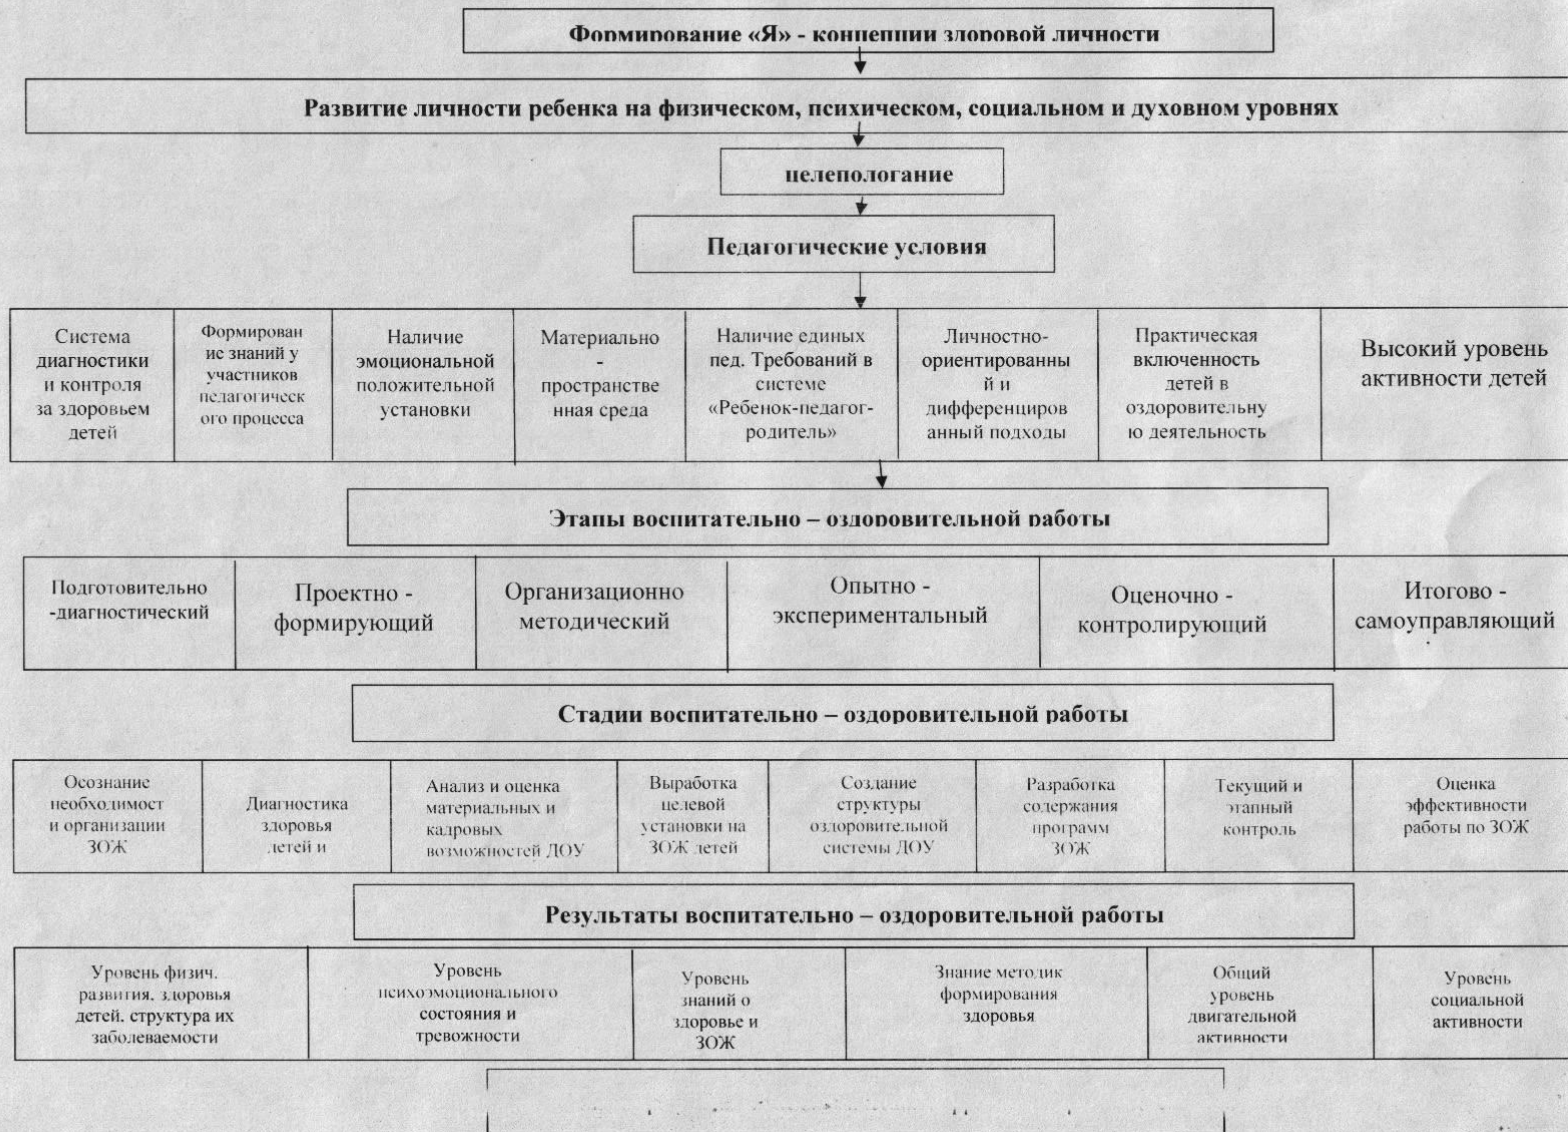 Формирование «Я» - концепции здоровой личности
Развитие личности ребенка на физическом, психическом, социальном и духовном уровнях
целепологание
Педагогические условия
Система
диагностики
и контроля
за здоровьем
детей
Формирован
ие знаний у
участников
педагогическ
ого процесса
Наличие
эмоциональной
положительной
установки
Материально
-
пространстве
нная среда
Наличие единых
пед. Требований в
системе
«Ребенок-педагог-
родитель»
Личностно-
ориентированны
й и
дифференциров
анный подходы
Практическая
включенность
детей в
оздоровительну
ю деятельность
Высокий уровень
активности детей
Этапы воспитательно – оздоровительной работы
Подготовительно
-диагностический
Проектно -
формирующий
Организационно
методический
Опытно -
экспериментальный
Оценочно -
контролирующий
Итогово -
самоуправляющий
Стадии воспитательно – оздоровительной работы
Осознание
необходимост
и организации
ЗОЖ
Диагностика
здоровья
детей и
Анализ и оценка
материальных и
кадровых
возможностей ДОУ
Выработка
целевой
установки на
ЗОЖ детей
Создание
структуры
оздоровительной
системы ДОУ
Разработка
содержания
программ
ЗОЖ
Текущий и
этапный
контроль
Оценка
эффективности
работы по ЗОЖ
Результаты воспитательно – оздоровительной работы
Уровень физич.
развития, здоровья
детей, структура их
заболеваемости
Уровень
психоэмоционального
состояния и
тревожности
Уровень
знаний о
здоровье и
ЗОЖ
Знание методик
формирования
здоровья
Общий
уровень
двигательной
активности
Уровень
социальной
активности